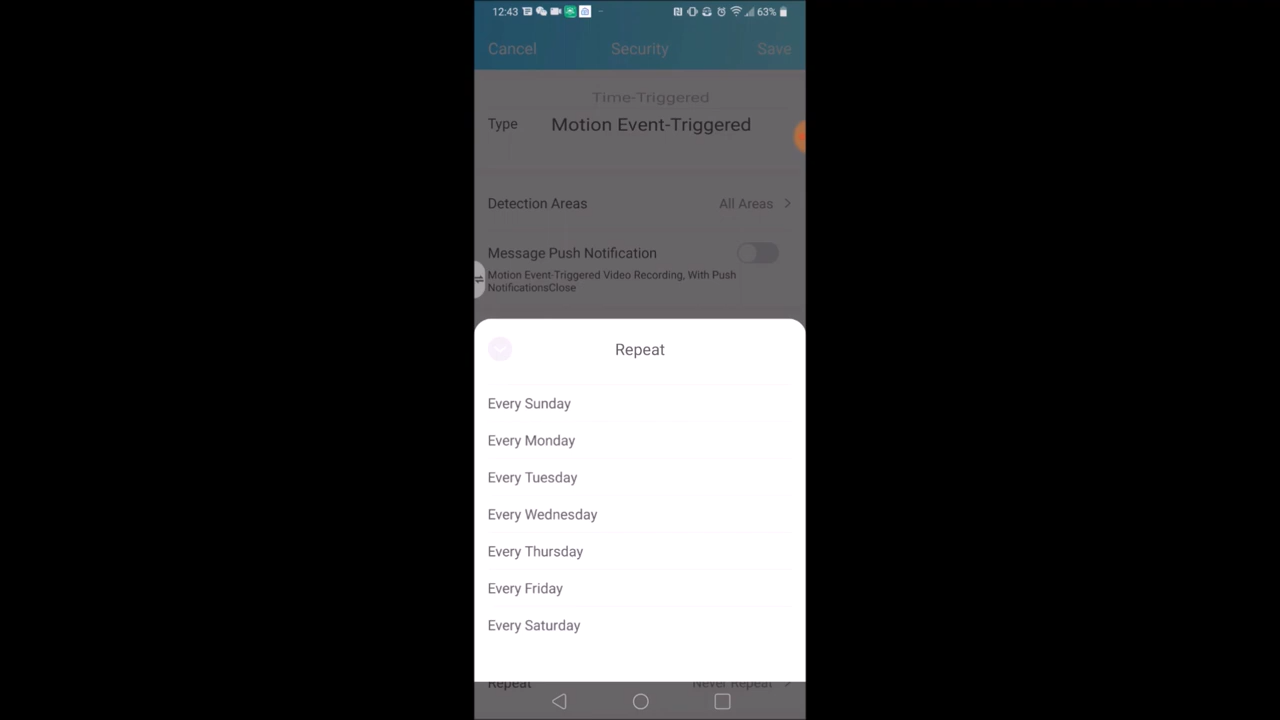 12:43 63%
Cancel Security Save
Time-Triggered
Type Motion Event-Triggered
Detection Areas All Areas
Message Push Notification
Motion Event-Triggered Video Recording, With Push
NotificationsClose
Repeat
Every Sunday
Every Monday
Every Tuesday
Every Wednesday
Every Thursday
Every Friday
Every Saturday
Repeat Never Repeat